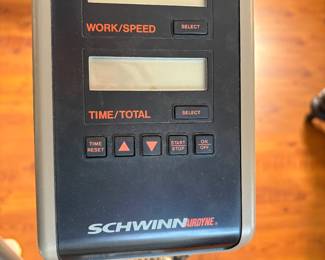 WORK/SPEED SELECT
TIME/TOTAL SELECT
TIME RESET START STOP ON OFF
SCHWINN AIRDYNE®